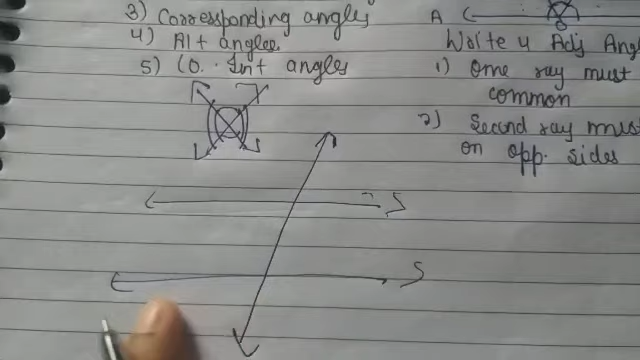 3) Corresponding angles
4) Alt angles
5) CO. Int angles
A
Write 4 Adj Ang
1) One ray must
common
2) Second ray must
on opp. sides